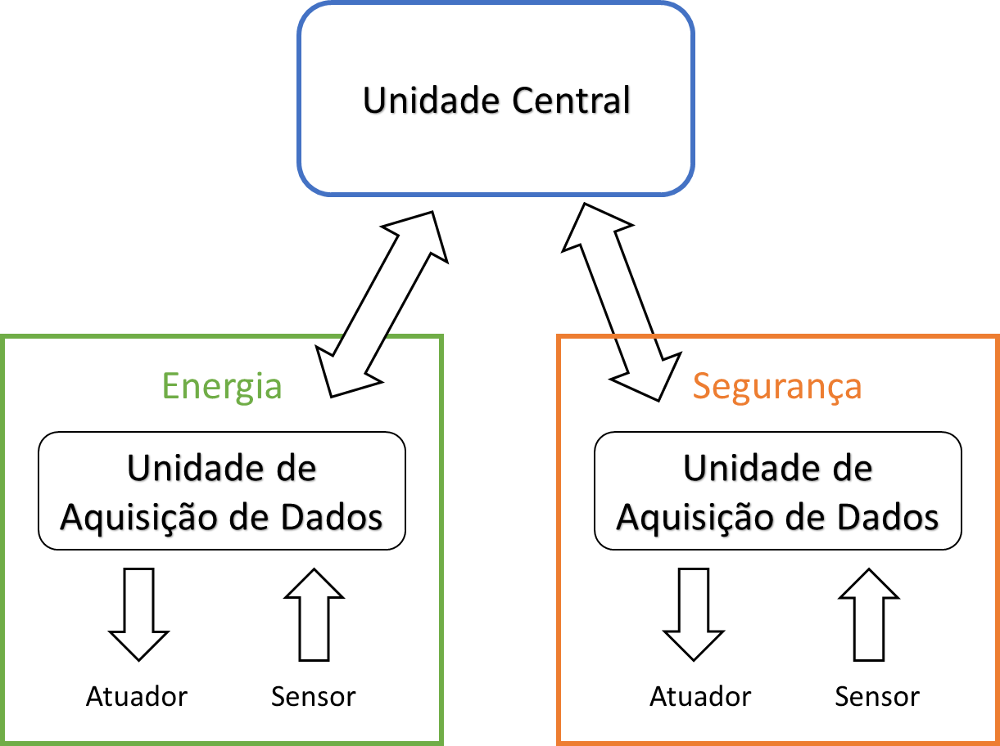 Unidade Central
Energia
Unidade de
Aquisição de Dados
Atuador
Sensor
Segurança
Unidade de
Aquisição de Dados
Atuador
Sensor